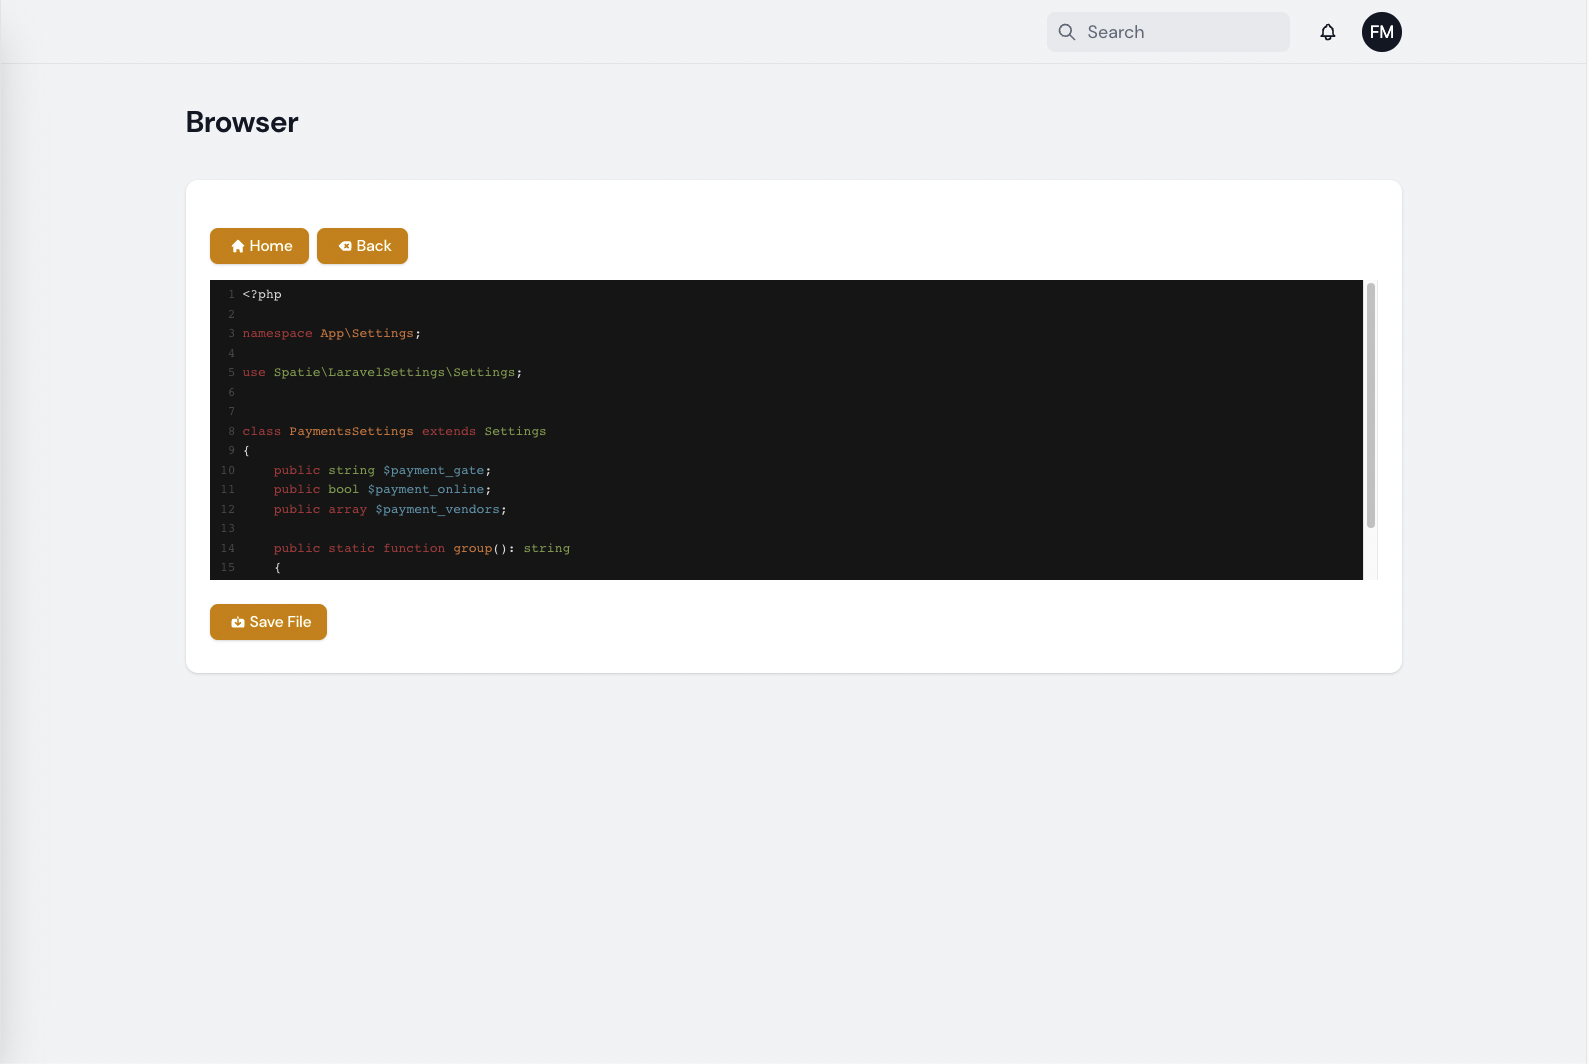 Search
FM
Browser
Home
Back
1 <?php
2
3 namespace App\Settings;
4
5 use Spatie\LaravelSettings\Settings;
6
7
8 class PaymentsSettings extends Settings
9 {
10     public string $payment_gate;
11     public bool $payment_online;
12     public array $payment_vendors;
13
14     public static function group(): string
15     {
Save File